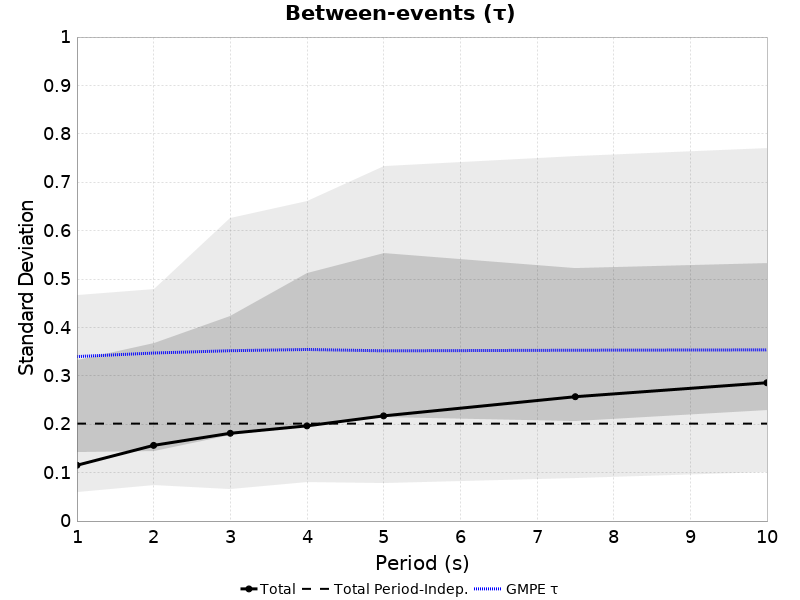 Between-events (τ)
Standard Deviation
1
0.9
0.8
0.7
0.6
0.5
0.4
0.3
0.2
0.1
0
1 2 3 4 5 6 7 8 9 10
Period (s)
Total Total Period-Indep. GMPE τ